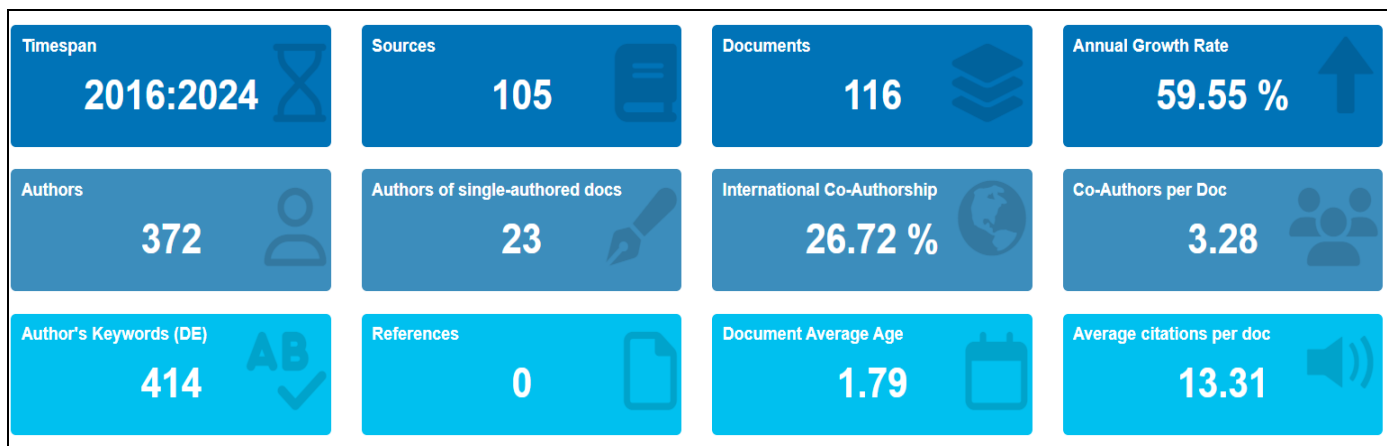 Timespan
2016:2024
Sources
105
Documents
116
Annual Growth Rate
59.55 %
Authors
372
Authors of single-authored docs
23
International Co-Authorship
26.72 %
Co-Authors per Doc
3.28
Author's Keywords (DE)
414
AB
References
0
Document Average Age
1.79
Average citations per doc
13.31